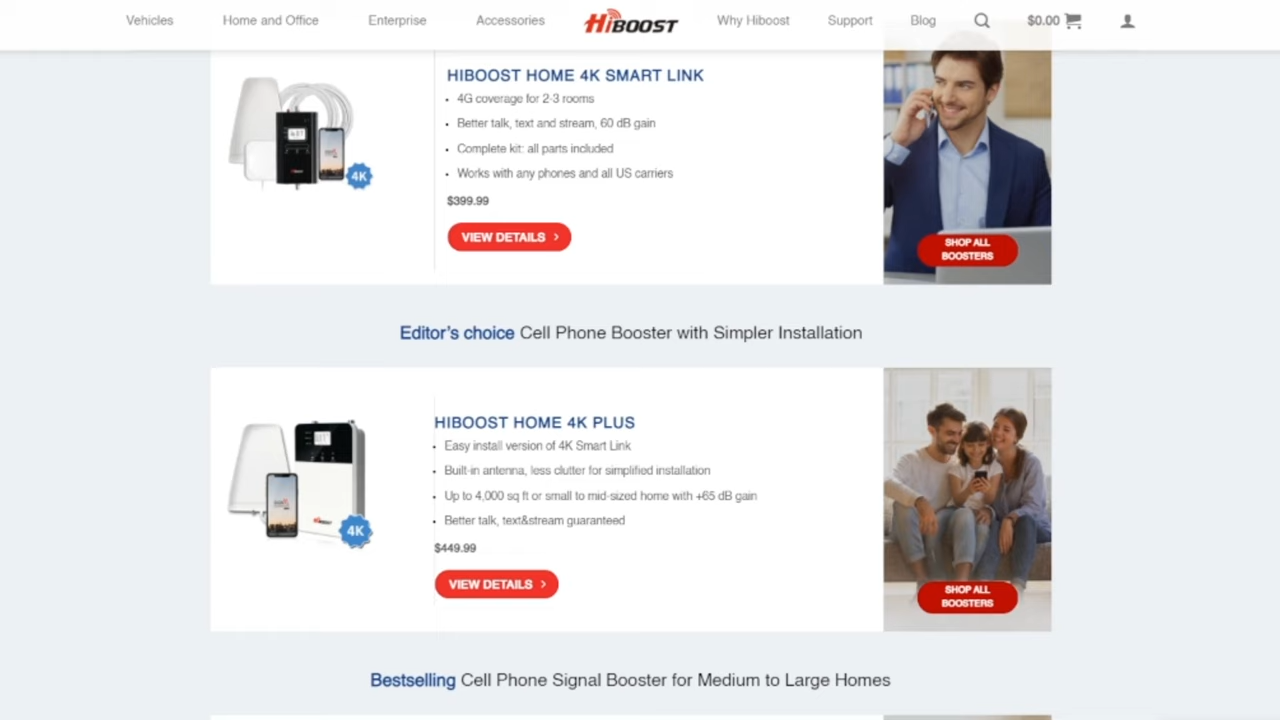 Vehicles
Home and Office
Enterprise
Accessories
HiBOOST
Why Hiboost
Support
Blog
$0.00
HIBOOST HOME 4K SMART LINK
4G coverage for 2-3 rooms
Better talk, text and stream, 60 dB gain
Complete kit: all parts included
Works with any phones and all US carriers
$399.99
VIEW DETAILS
4K
SHOP ALL
BOOSTERS
Editor's choice Cell Phone Booster with Simpler Installation
HIBOOST HOME 4K PLUS
Easy install version of 4K Smart Link
Built-in antenna, less clutter for simplified installation
Up to 4,000 sq ft or small to mid-sized home with +65 dB gain
Better talk, text&stream guaranteed
$449.99
VIEW DETAILS
HiBOOST
4K
SHOP ALL
BOOSTERS
Bestselling Cell Phone Signal Booster for Medium to Large Homes